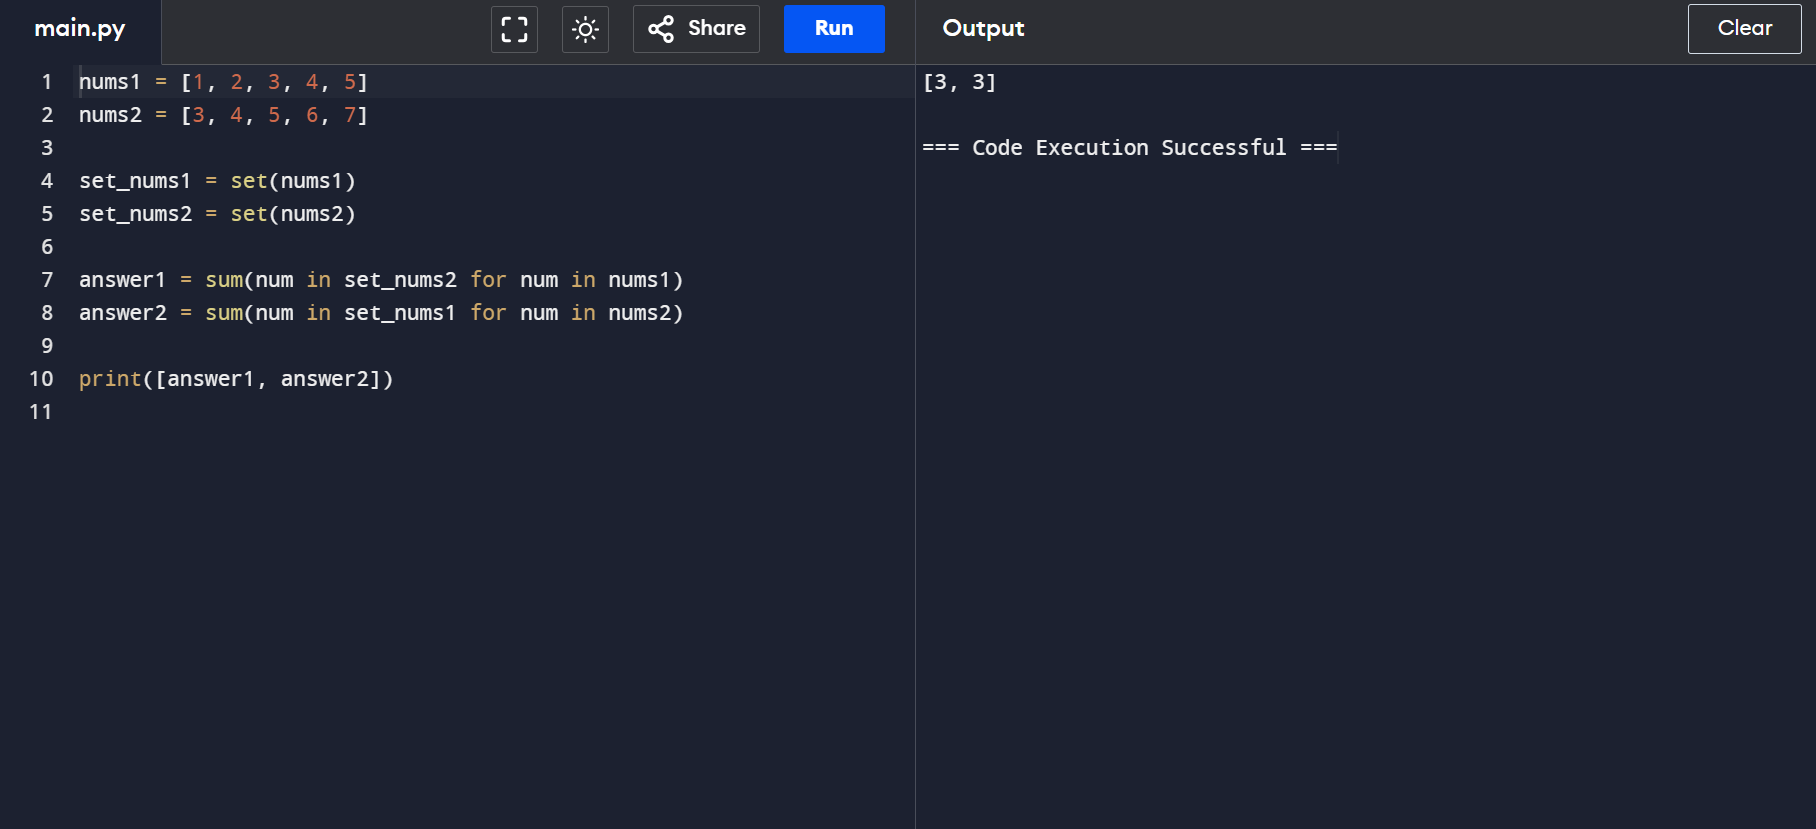 main.py
Share
Run
Output
Clear
1 nums1 = [1, 2, 3, 4, 5]
2 nums2 = [3, 4, 5, 6, 7]
3
4 set_nums1 = set(nums1)
5 set_nums2 = set(nums2)
6
7 answer1 = sum(num in set_nums2 for num in nums1)
8 answer2 = sum(num in set_nums1 for num in nums2)
9
10 print([answer1, answer2])
11
[3, 3]
=== Code Execution Successful ===